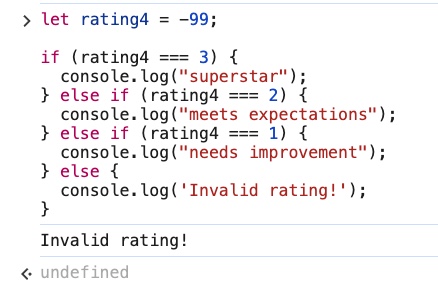 let rating4 = -99;
if (rating4 === 3) {
  console.log("superstar");
} else if (rating4 === 2) {
  console.log("meets expectations");
} else if (rating4 === 1) {
  console.log("needs improvement");
} else {
  console.log('Invalid rating!');
}
Invalid rating!
undefined